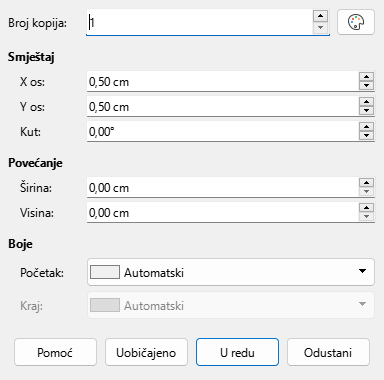 Broj kopija: 1
Smještaj
X os: 0,50 cm
Y os: 0,50 cm
Kut: 0,00°
Povećanje
Širina: 0,00 cm
Visina: 0,00 cm
Boje
Početak: Automatski
Kraj: Automatski
Pomoć Uobičajeno U redu Odustani